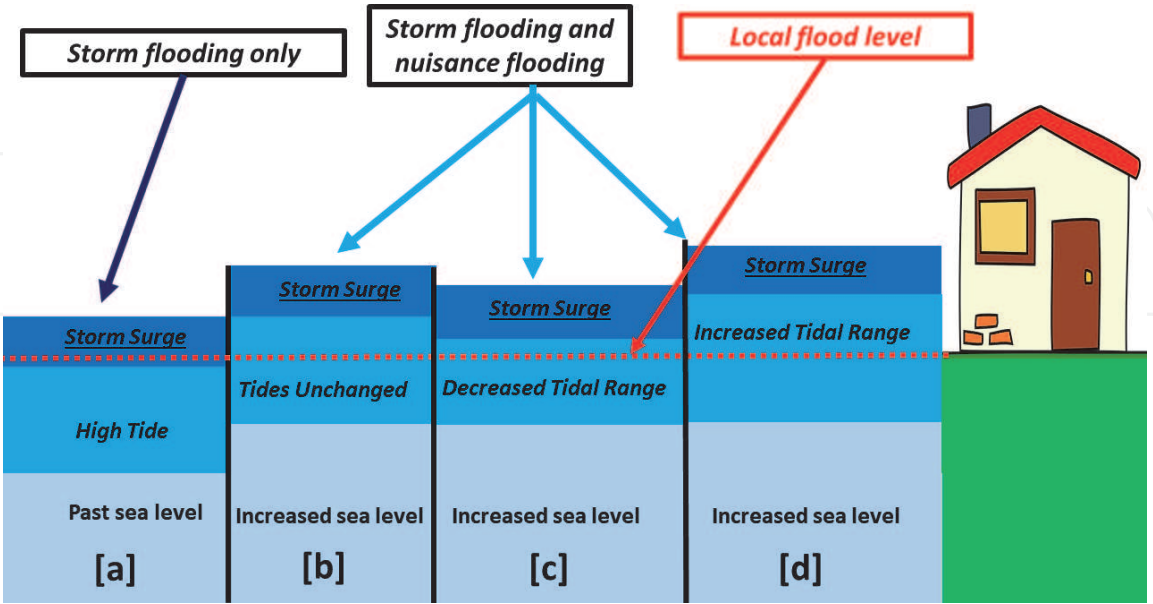 Storm flooding only
Storm flooding and
nuisance flooding
Local flood level
Storm Surge
High Tide
Past sea level
[a]
Storm Surge
Tides Unchanged
Increased sea level
[b]
Storm Surge
Decreased Tidal Range
Increased sea level
[c]
Storm Surge
Increased Tidal Range
Increased sea level
[d]